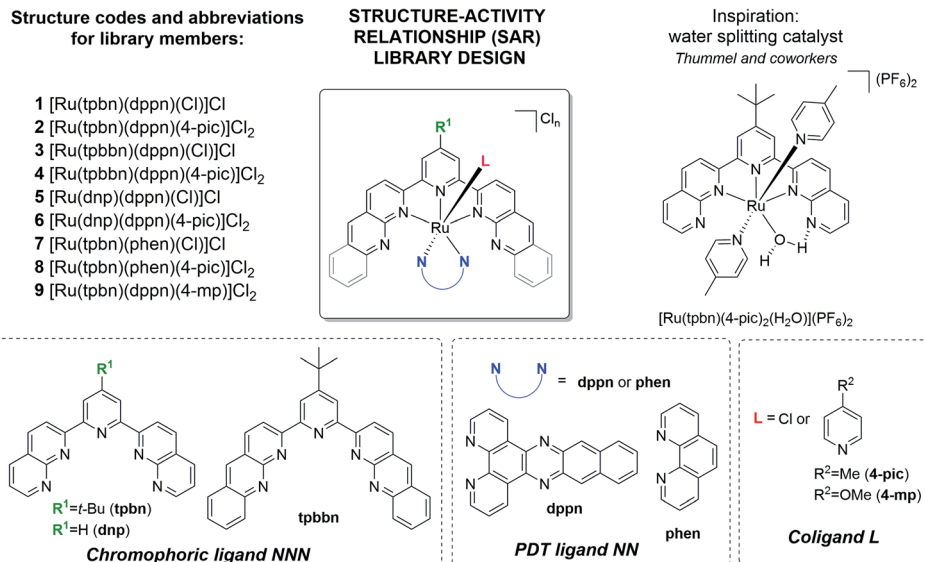 Structure codes and abbreviations
for library members:
1 [Ru(tpbn)(dppn)(Cl)]Cl
2 [Ru(tpbn)(dppn)(4-pic)]Cl2
3 [Ru(tpbbn)(dppn)(Cl)]Cl
4 [Ru(tpbbn)(dppn)(4-pic)]Cl2
5 [Ru(dnp)(dppn)(Cl)]Cl
6 [Ru(dnp)(dppn)(4-pic)]Cl2
7 [Ru(tpbn)(phen)(Cl)]Cl
8 [Ru(tpbn)(phen)(4-pic)]Cl2
9 [Ru(tpbn)(dppn)(4-mp)]Cl2
STRUCTURE-ACTIVITY
RELATIONSHIP (SAR)
LIBRARY DESIGN
Cln
R1
L
N
N N
N Ru N
N N
Inspiration:
water splitting catalyst
Thummel and coworkers
(PF6)2
N
N
N N
Ru
N N
N O H
H
[Ru(tpbn)(4-pic)2(H2O)](PF6)2
R1
N
N N
N N
R1=t-Bu (tpbn)
R1=H (dnp)
N
N N
N N
tpbbn
Chromophoric ligand NNN
N N = dppn or phen
N N
N N
dppn
N
N
phen
PDT ligand NN
R2
L = Cl or
N
R2=Me (4-pic)
R2=OMe (4-mp)
Coligand L